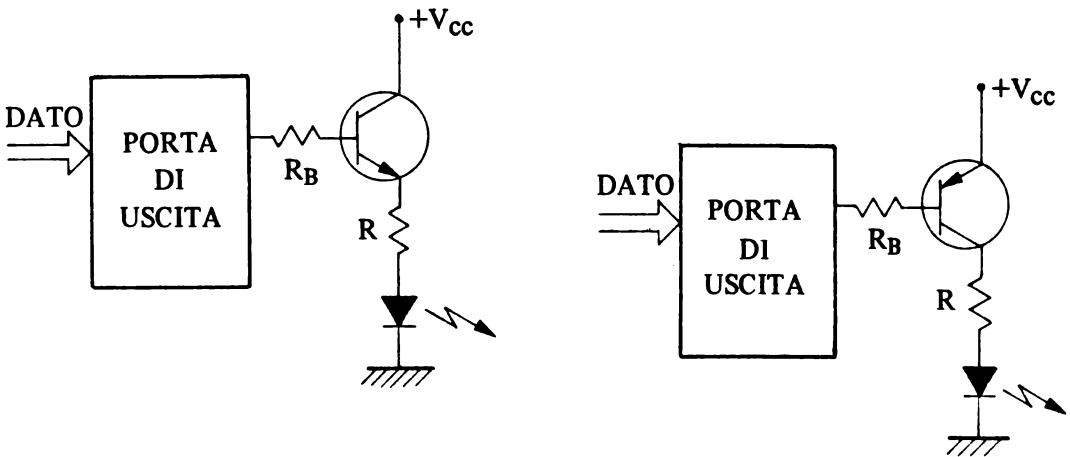 +Vcc
DATO
PORTA
DI
USCITA
RB
R
+Vcc
DATO
PORTA
DI
USCITA
RB
R